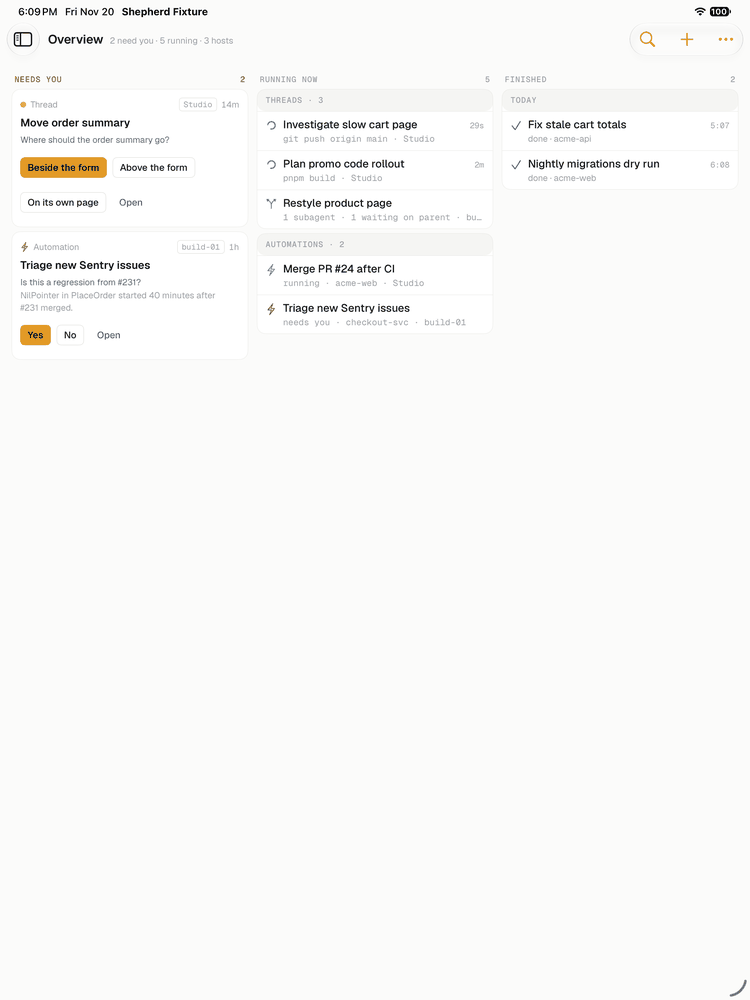 6:09 PM Fri Nov 20 Shepherd Fixture
100
Overview 2 need you · 5 running · 3 hosts
NEEDS YOU 2
Thread Studio 14m
Move order summary
Where should the order summary go?
Beside the form Above the form
On its own page Open
Automation build-01 1h
Triage new Sentry issues
Is this a regression from #231?
NilPointer in PlaceOrder started 40 minutes after
#231 merged.
Yes No Open
RUNNING NOW 5
THREADS · 3
Investigate slow cart page 29s
git push origin main · Studio
Plan promo code rollout 2m
pnpm build · Studio
Restyle product page
1 subagent · 1 waiting on parent · bu…
AUTOMATIONS · 2
Merge PR #24 after CI
running · acme-web · Studio
Triage new Sentry issues
needs you · checkout-svc · build-01
FINISHED 2
TODAY
Fix stale cart totals 5:07
done · acme-api
Nightly migrations dry run 6:08
done · acme-web